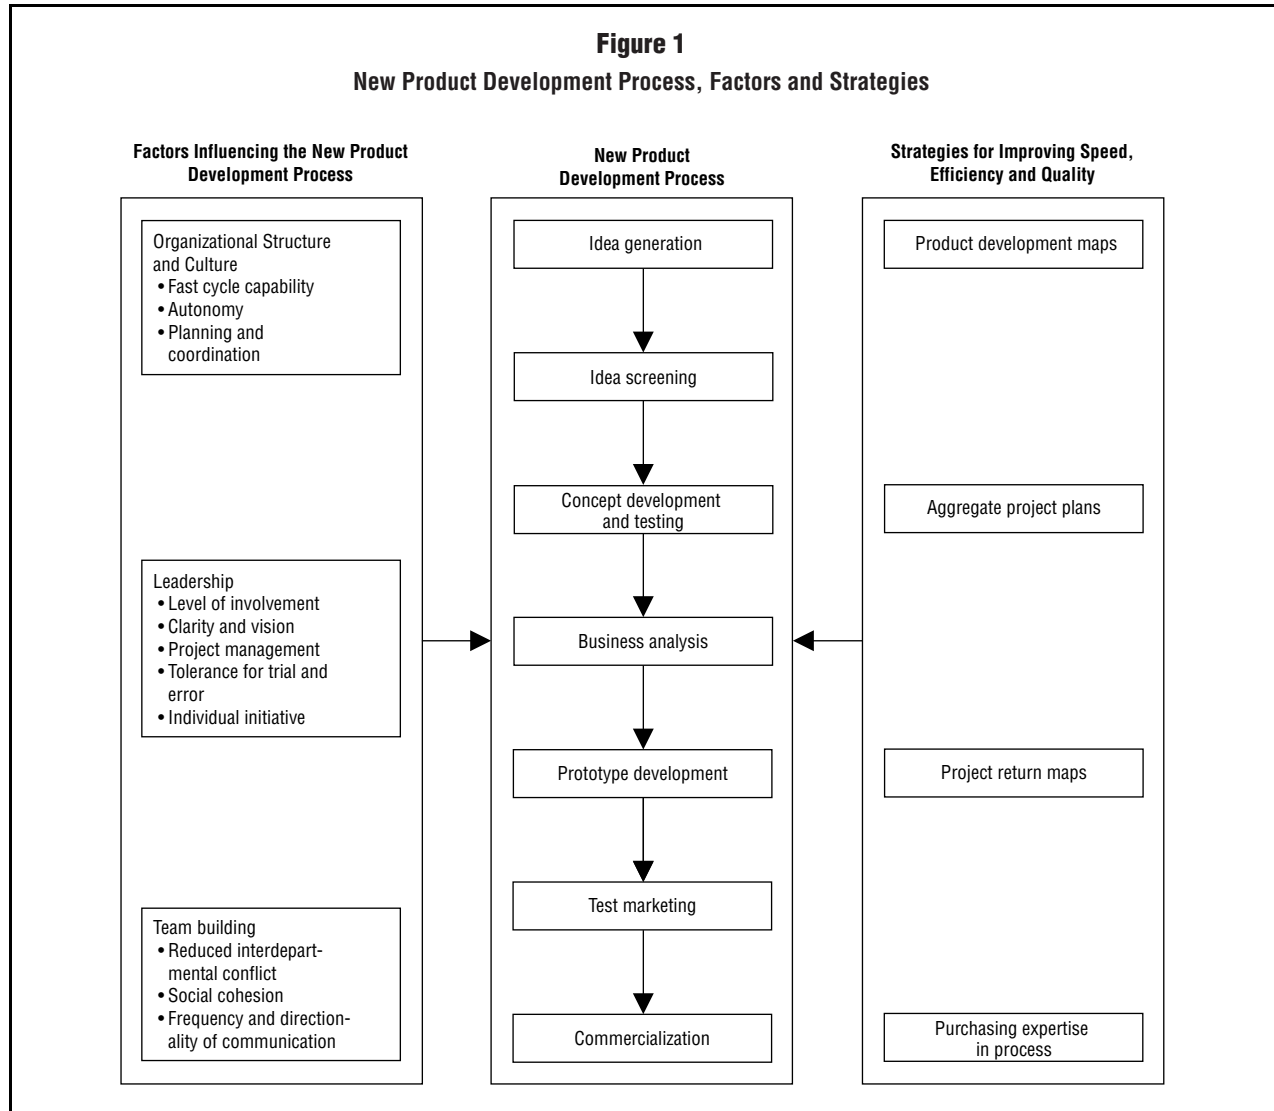 Figure 1
New Product Development Process, Factors and Strategies
Factors Influencing the New Product
Development Process
Organizational Structure
and Culture
• Fast cycle capability
• Autonomy
• Planning and
coordination
Leadership
• Level of involvement
• Clarity and vision
• Project management
• Tolerance for trial and
error
• Individual initiative
Team building
• Reduced interdepart-
mental conflict
• Social cohesion
• Frequency and direction-
ality of communication
New Product
Development Process
Idea generation
Idea screening
Concept development
and testing
Business analysis
Prototype development
Test marketing
Commercialization
Strategies for Improving Speed,
Efficiency and Quality
Product development maps
Aggregate project plans
Project return maps
Purchasing expertise
in process